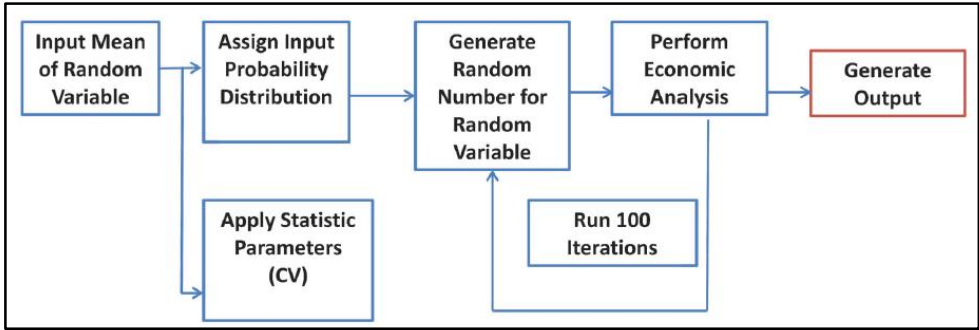 Input Mean
of Random
Variable
Assign Input
Probability
Distribution
Generate
Random
Number for
Random
Variable
Perform
Economic
Analysis
Generate
Output
Apply Statistic
Parameters
(CV)
Run 100
Iterations